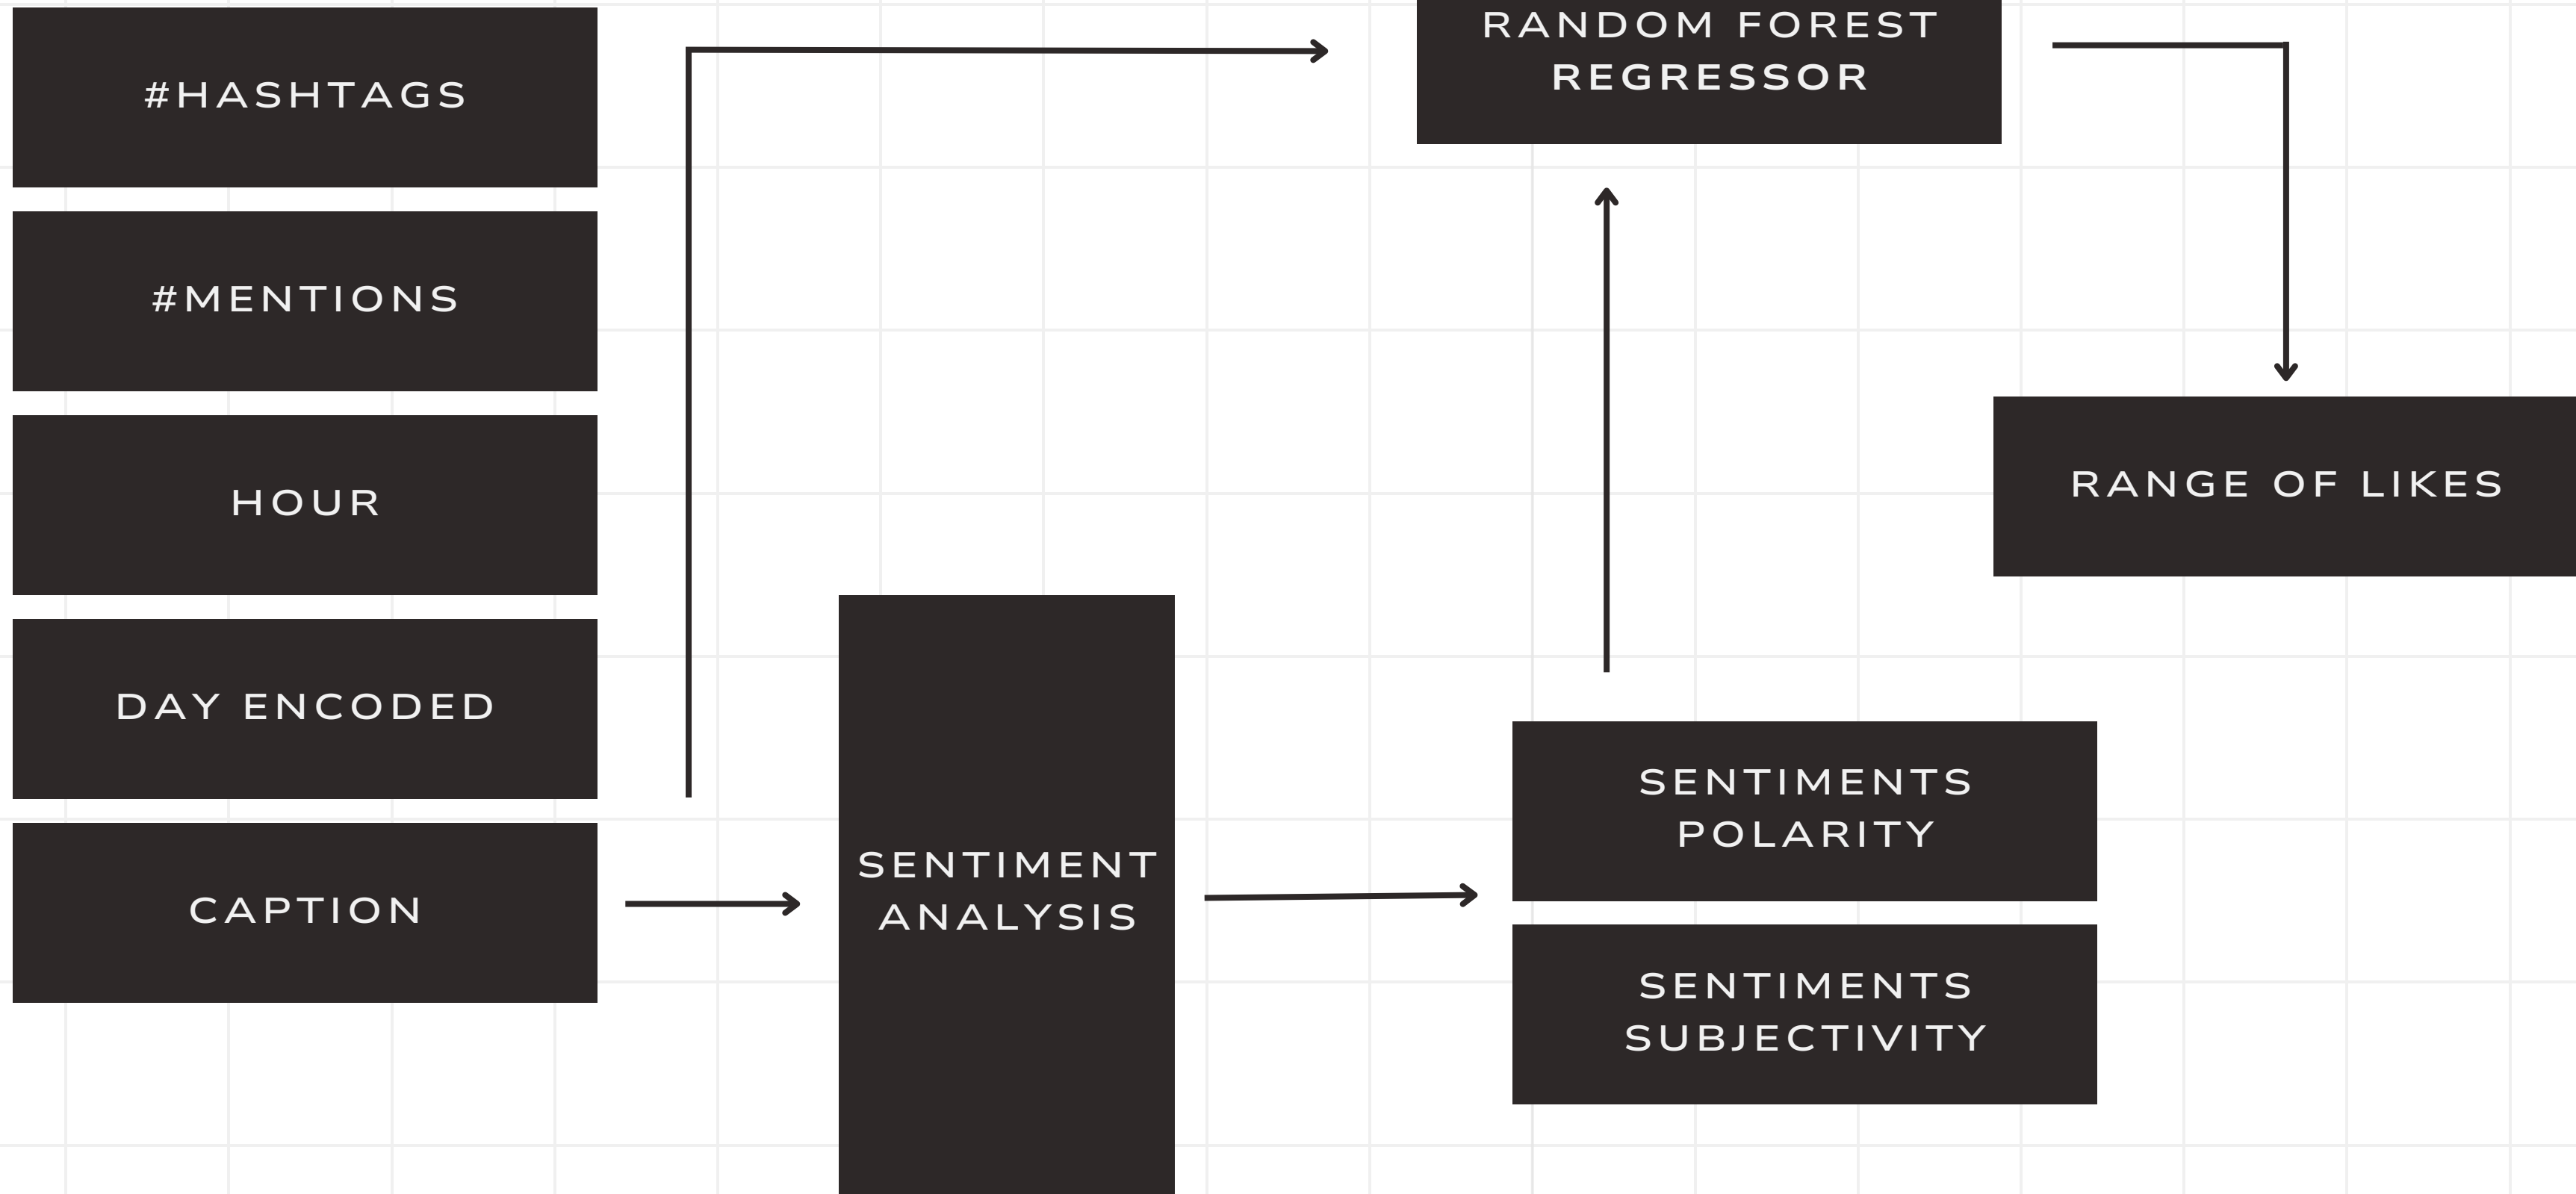 #HASHTAGS
#MENTIONS
HOUR
DAY ENCODED
CAPTION
SENTIMENT
ANALYSIS
RANDOM FOREST
REGRESSOR
SENTIMENTS
POLARITY
SENTIMENTS
SUBJECTIVITY
RANGE OF LIKES